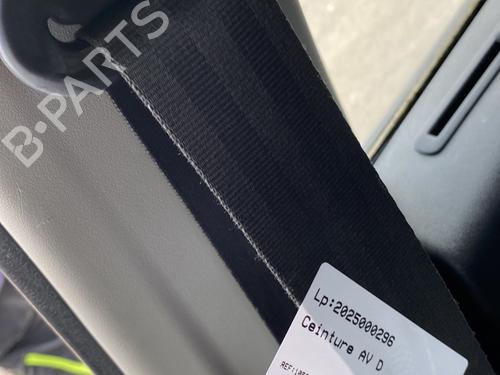 B-PARTS
Lp:2025000296
Ceinture AV D